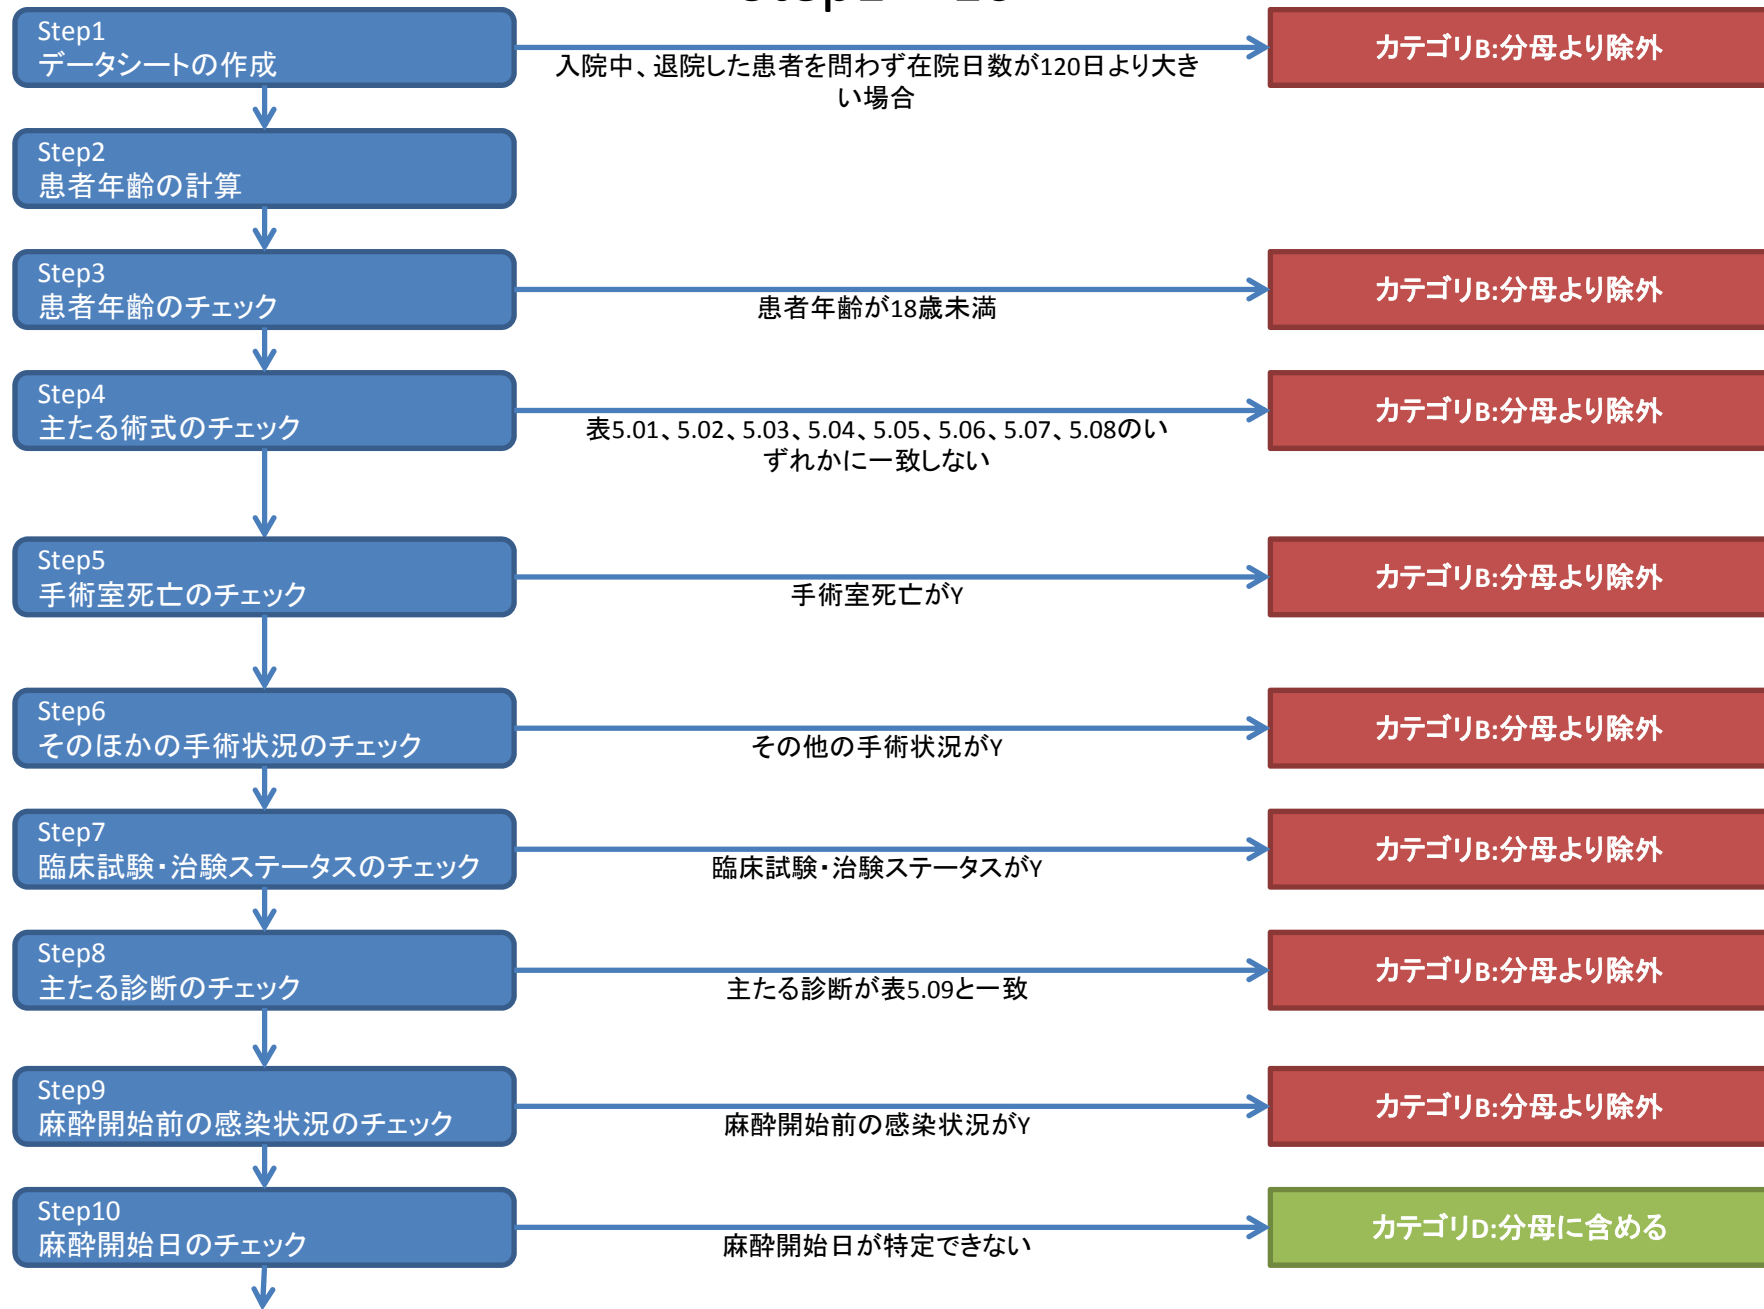 Step1
データシートの作成
入院中、退院した患者を問わず在院日数が120日より大き
い場合
カテゴリB:分母より除外
Step2
患者年齢の計算
Step3
患者年齢のチェック
患者年齢が18歳未満
カテゴリB:分母より除外
Step4
主たる術式のチェック
表5.01、5.02、5.03、5.04、5.05、5.06、5.07、5.08のい
ずれかに一致しない
カテゴリB:分母より除外
Step5
手術室死亡のチェック
手術室死亡がY
カテゴリB:分母より除外
Step6
そのほかの手術状況のチェック
その他の手術状況がY
カテゴリB:分母より除外
Step7
臨床試験・治験ステータスのチェック
臨床試験・治験ステータスがY
カテゴリB:分母より除外
Step8
主たる診断のチェック
主たる診断が表5.09と一致
カテゴリB:分母より除外
Step9
麻酔開始前の感染状況のチェック
麻酔開始前の感染状況がY
カテゴリB:分母より除外
Step10
麻酔開始日のチェック
麻酔開始日が特定できない
カテゴリD:分母に含める